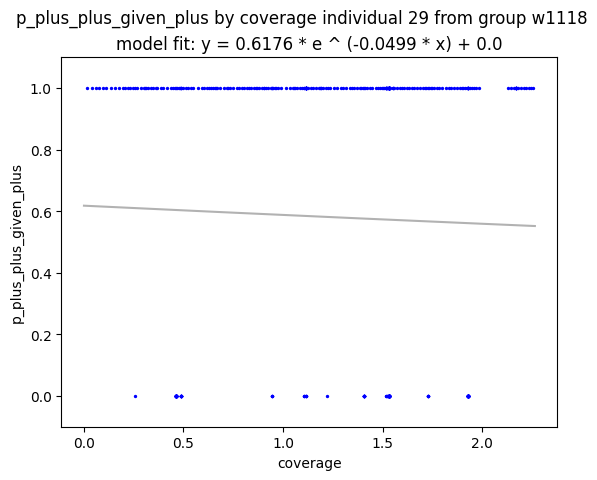 p_plus_plus_given_plus by coverage individual 29 from group w1118
model fit: y = 0.6176 * e ^ (-0.0499 * x) + 0.0
p_plus_plus_given_plus
1.0
0.8
0.6
0.4
0.2
0.0
0.0 0.5 1.0 1.5 2.0
coverage